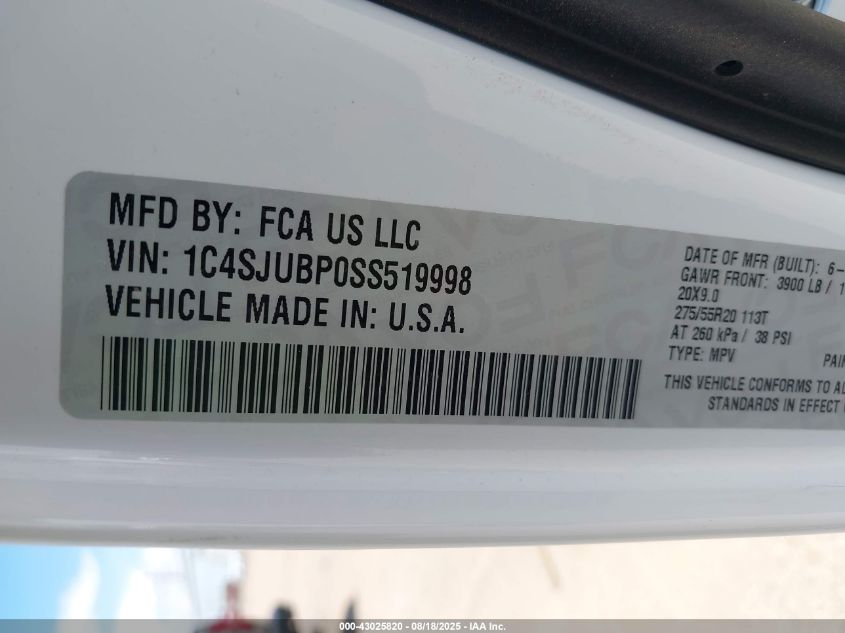 MFD BY: FCA US LLC
VIN: 1C4SJUBP0SS519998
VEHICLE MADE IN: U.S.A.
DATE OF MFR (BUILT): 6-
GAWR FRONT: 3900 LB / 1
20X9.0
275/55R20 113T
AT 260 kPa / 38 PSI
TYPE: MPV
PAIN
THIS VEHICLE CONFORMS TO A
STANDARDS IN EFFECT
000-43025820 - 08/18/2025 - IAA Inc.